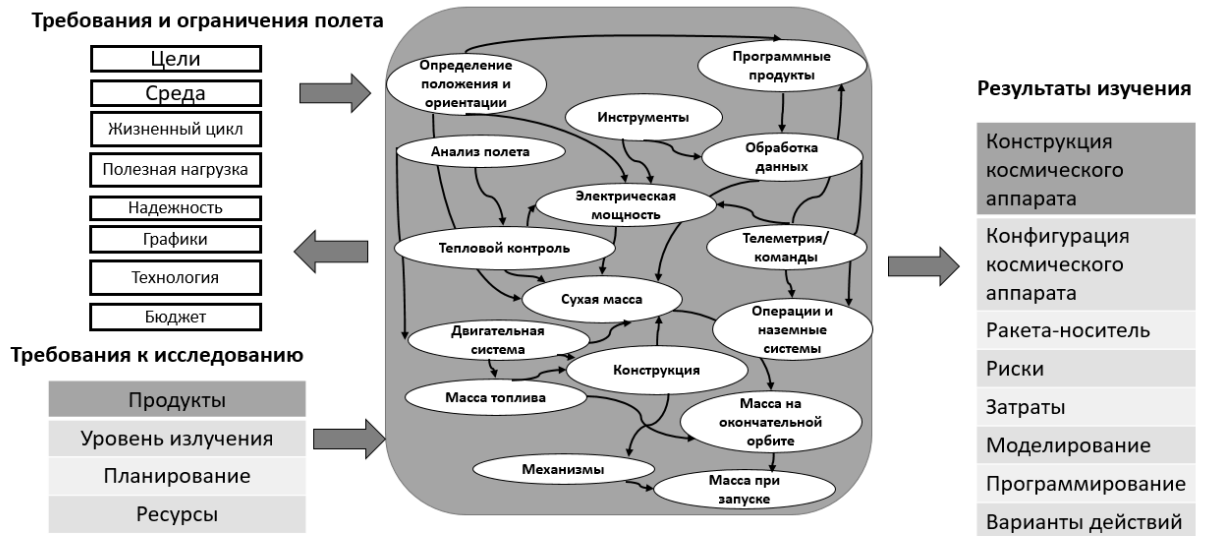 Требования и ограничения полета
Цели
Среда
Жизненный цикл
Полезная нагрузка
Надежность
Графики
Технология
Бюджет
Требования к исследованию
Продукты
Уровень излучения
Планирование
Ресурсы
Определение
положения и
ориентации
Программные
продукты
Инструменты
Анализ полета
Обработка
данных
Электрическая
мощность
Тепловой контроль
Телеметрия/
команды
Сухая масса
Операции и
наземные
системы
Двигательная
система
Конструкция
Масса топлива
Масса на
окончательной
орбите
Механизмы
Масса при
запуске
Результаты изучения
Конструкция
космического
аппарата
Конфигурация
космического
аппарата
Ракета-носитель
Риски
Затраты
Моделирование
Программирование
Варианты действий